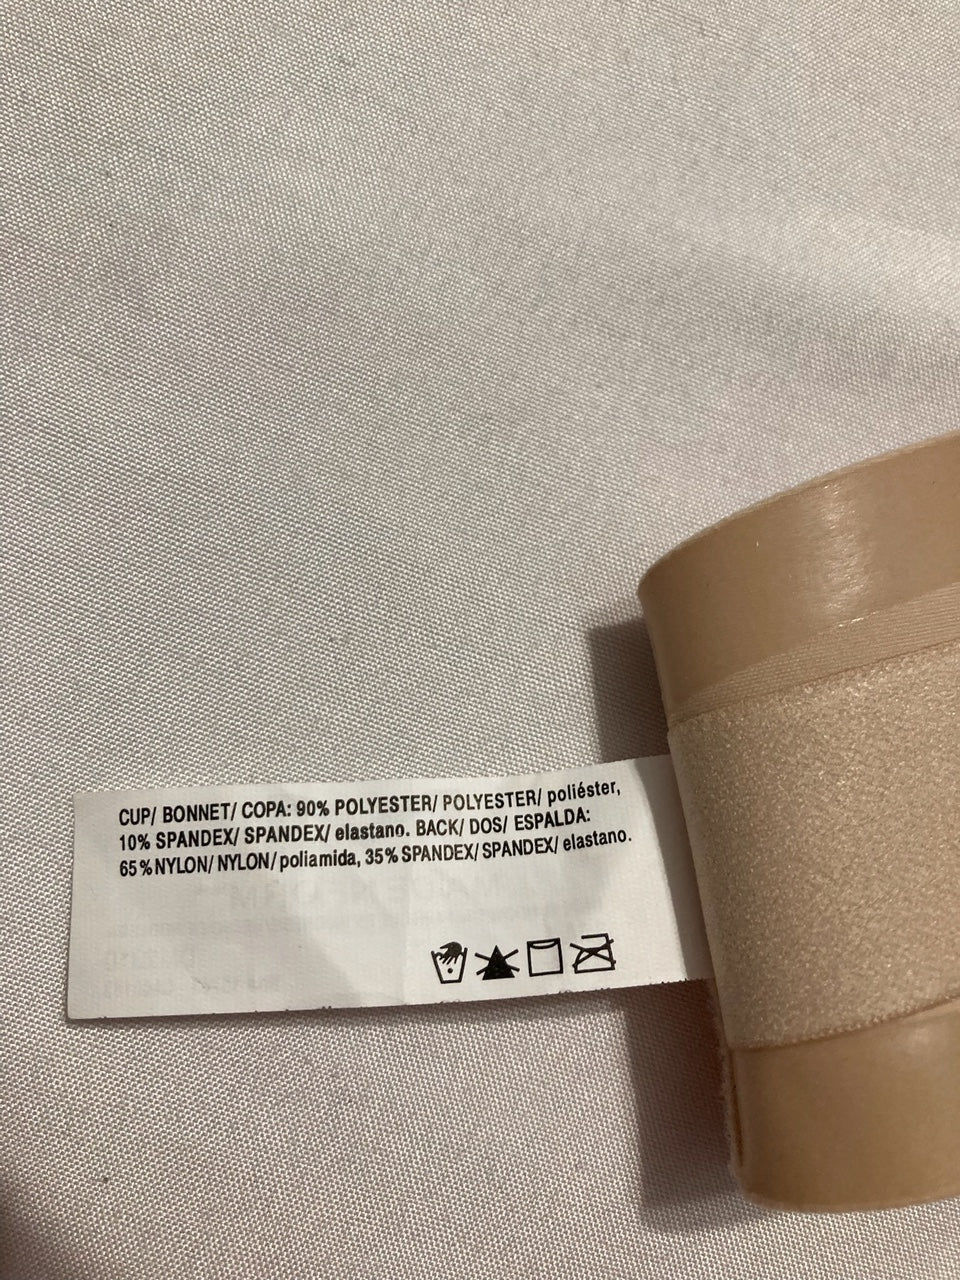 CUP/ BONNET/ COPA: 90% POLYESTER/ POLYESTER/ poliéster,
10% SPANDEX/ SPANDEX/ elastano. BACK/ DOS/ ESPALDA:
65%NYLON/ NYLON/ poliamida, 35% SPANDEX/ SPANDEX/ elastano.